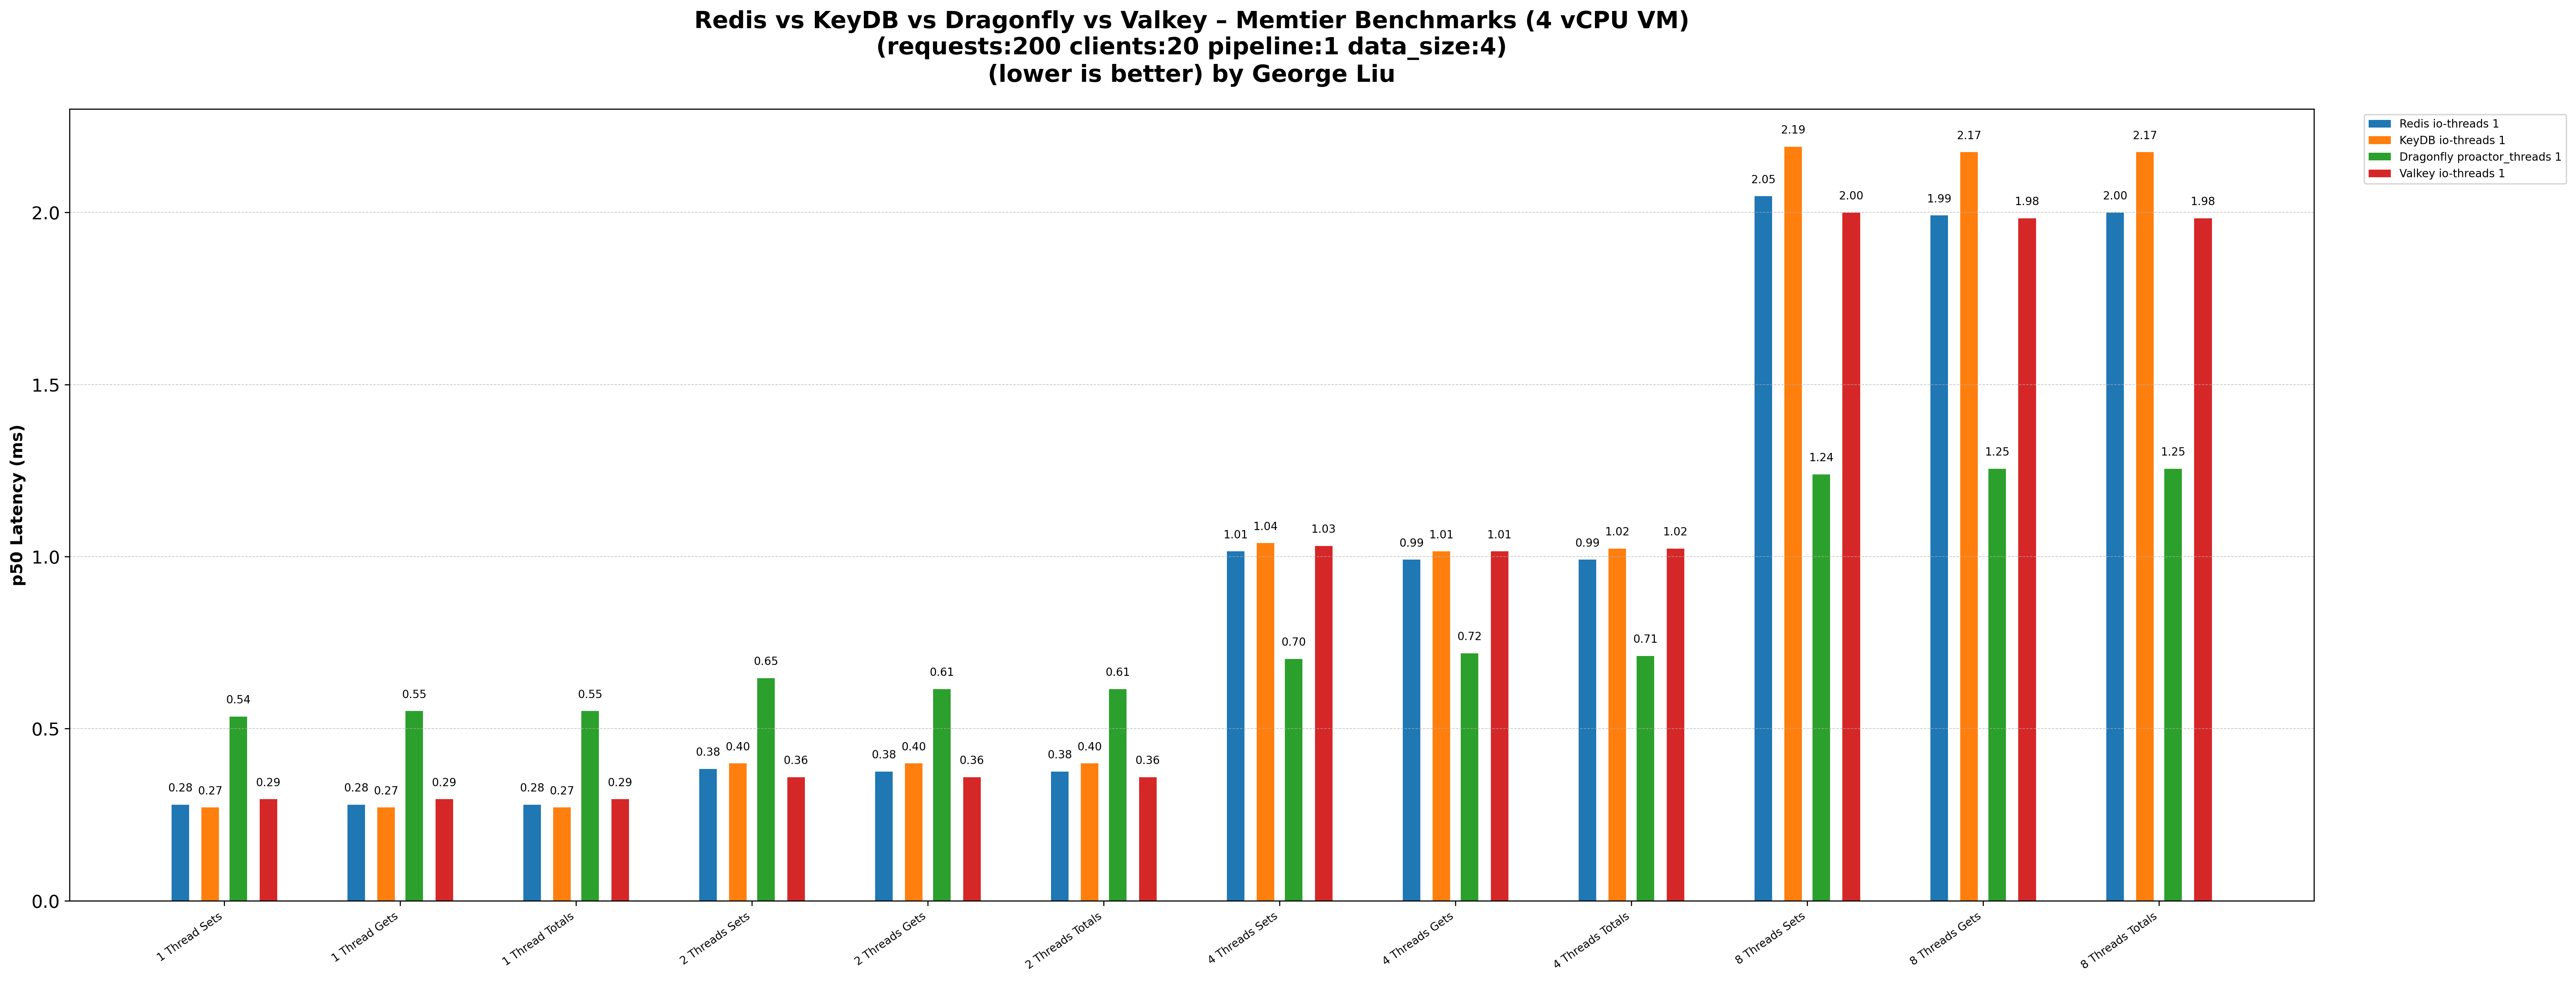 Redis vs KeyDB vs Dragonfly vs Valkey – Memtier Benchmarks (4 vCPU VM)
(requests:200 clients:20 pipeline:1 data_size:4)
(lower is better) by George Liu
Redis io-threads 1
KeyDB io-threads 1
Dragonfly proactor_threads 1
Valkey io-threads 1
p50 Latency (ms)
2.0
1.5
1.0
0.5
0.0
0.28 0.27 0.54 0.29
0.28 0.27 0.55 0.29
0.28 0.27 0.55 0.29
0.38 0.40 0.65 0.36
0.38 0.40 0.61 0.36
0.38 0.40 0.61 0.36
1.01 1.04 0.70 1.03
0.99 1.01 0.72 1.01
0.99 1.02 0.71 1.02
2.05 2.19 1.24 2.00
1.99 2.17 1.25 1.98
2.00 2.17 1.25 1.98
1 Thread Sets
1 Thread Gets
1 Thread Totals
2 Threads Sets
2 Threads Gets
2 Threads Totals
4 Threads Sets
4 Threads Gets
4 Threads Totals
8 Threads Sets
8 Threads Gets
8 Threads Totals